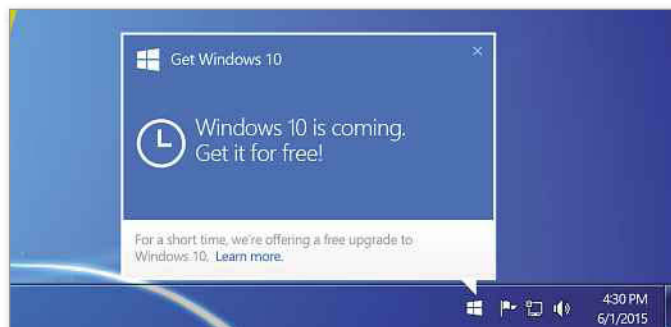 Get Windows 10
Windows 10 is coming.
Get it for free!
For a short time, we're offering a free upgrade to
Windows 10. Learn more.
4:30 PM
6/1/2015